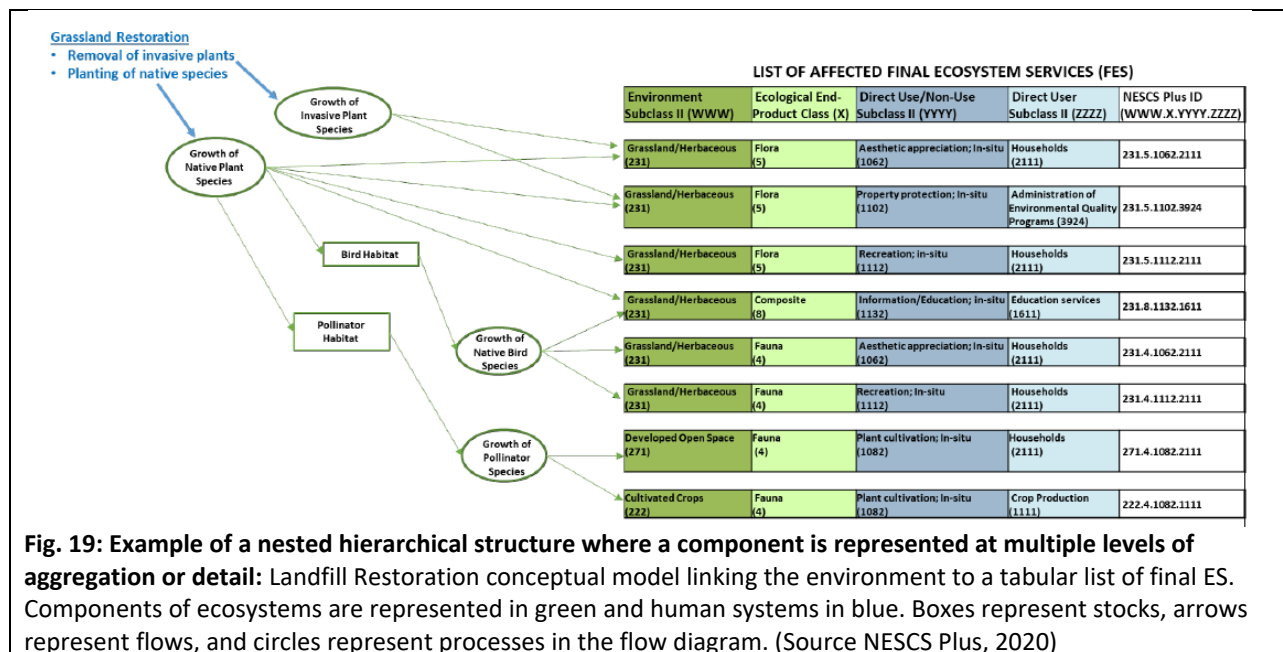 Grassland Restoration
• Removal of invasive plants
• Planting of native species
Growth of
Invasive Plant
Species
Growth of
Native Plant
Species
Bird Habitat
Pollinator
Habitat
Growth of
Native Bird
Species
Growth of
Pollinator
Species
LIST OF AFFECTED FINAL ECOSYSTEM SERVICES (FES)
Environment Ecological End- Direct Use/Non-Use Direct User NESCS Plus ID
Subclass II (WWW) Product Class (X) Subclass II (YYYY) Subclass II (ZZZZ) (WWW.X.YYYY.ZZZZ)
Grassland/Herbaceous Flora Aesthetic appreciation; In-situ Households
(231) (5) (1062) (2111) 231.5.1062.2111
Grassland/Herbaceous Flora Property protection; In-situ Administration of
(231) (5) (1102) Environmental Quality 231.5.1102.3924
Programs (3924)
Grassland/Herbaceous Flora Recreation; in-situ Households
(231) (5) (1112) (2111) 231.5.1112.2111
Grassland/Herbaceous Composite Information/Education; in-situ Education services
(231) (8) (1132) (1611) 231.8.1132.1611
Grassland/Herbaceous Fauna Aesthetic appreciation; In-situ Households
(231) (4) (1062) (2111) 231.4.1062.2111
Grassland/Herbaceous Fauna Recreation; In-situ Households
(231) (4) (1112) (2111) 231.4.1112.2111
Developed Open Space Fauna Plant cultivation; In-situ Households
(271) (4) (1082) (2111) 271.4.1082.2111
Cultivated Crops Fauna Plant cultivation; In-situ Crop Production
(222) (4) (1082) (1111) 222.4.1082.1111
Fig. 19: Example of a nested hierarchical structure where a component is represented at multiple levels of
aggregation or detail: Landfill Restoration conceptual model linking the environment to a tabular list of final ES.
Components of ecosystems are represented in green and human systems in blue. Boxes represent stocks, arrows
represent flows, and circles represent processes in the flow diagram. (Source NESCS Plus, 2020)